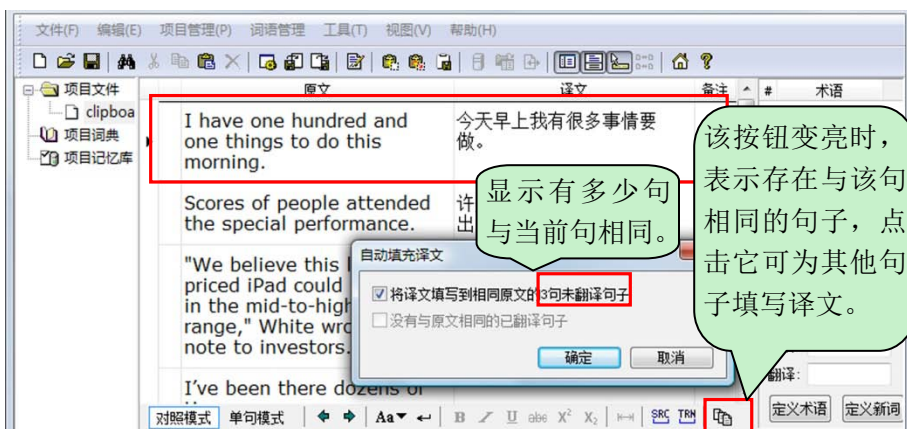 文件(F) 编辑(E) 项目管理(P) 词语管理 工具(T) 视图(V) 帮助(H)
项目文件
clipboa
项目词典
项目记忆库
原文 译文 备注 # 术语
I have one hundred and
one things to do this
morning.
今天早上我有很多事情要
做。
Scores of people attended
the special performance.
许
出
"We believe this
priced iPad could
in the mid-to-high
range," White wro
note to investors.
I've been there dozens of
显示有多少句
与当前句相同。
该按钮变亮时，
表示存在与该句
相同的句子，点
击它可为其他句
子填写译文。
自动填充译文
将译文填写到相同原文的3句未翻译句子
没有与原文相同的已翻译句子
确定 取消
翻译:
定义术语 定义新词
对照模式 单句模式 Aa B I U abc X² X₂ SRC TRN